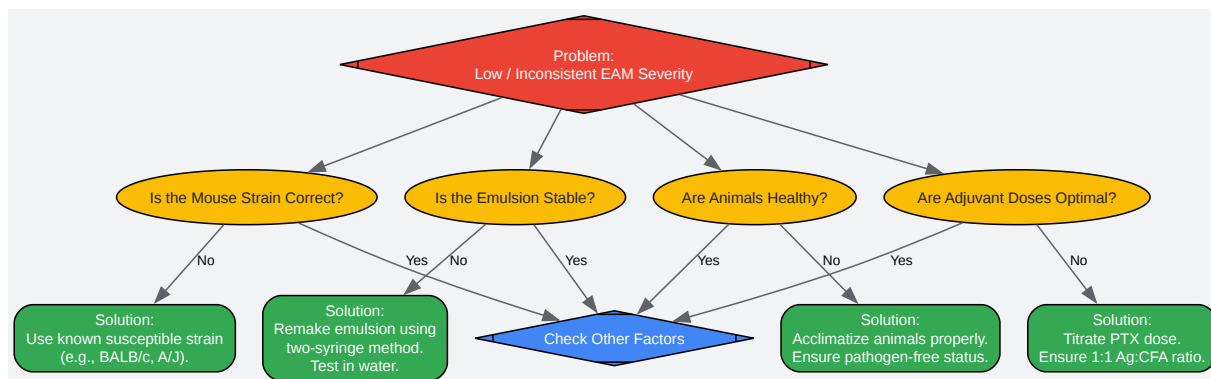 Problem:
Low / Inconsistent EAM Severity
Is the Mouse Strain Correct?
Is the Emulsion Stable?
Are Animals Healthy?
Are Adjuvant Doses Optimal?
No
Yes
No
Yes
Yes
No
Yes
No
Solution:
Use known susceptible strain
(e.g., BALB/c, A/J).
Solution:
Remake emulsion using
two-syringe method.
Test in water.
Check Other Factors
Solution:
Acclimatize animals properly.
Ensure pathogen-free status.
Solution:
Titrate PTX dose.
Ensure 1:1 Ag:CFA ratio.